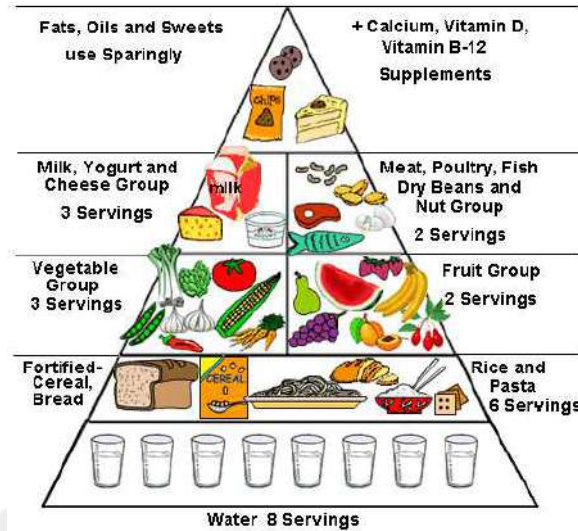 Fats, Oils and Sweets
use Sparingly
+ Calcium, Vitamin D,
Vitamin B-12
Supplements
chips
Milk, Yogurt and
Cheese Group
3 Servings
milk
Meat, Poultry, Fish
Dry Beans and
Nut Group
2 Servings
Vegetable
Group
3 Servings
Fruit Group
2 Servings
Fortified-
Cereal,
Bread
CEREAL
Rice and
Pasta
6 Servings
Water 8 Servings